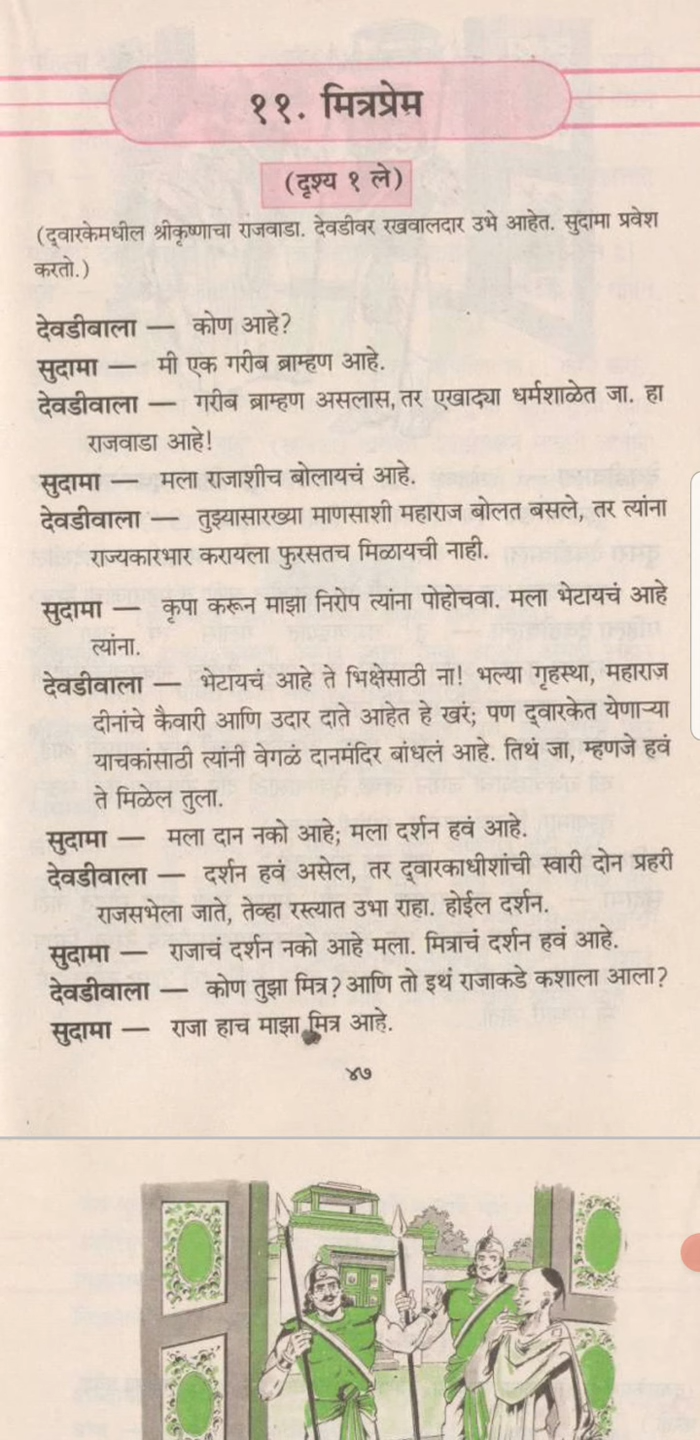 ११. मित्रप्रेम
(दृश्य १ ले)
(द्वारकेमधील श्रीकृष्णाचा राजवाडा. देवडीवर रखवालदार उभे आहेत. सुदामा प्रवेश
करतो.)
देवडीवाला — कोण आहे?
सुदामा — मी एक गरीब ब्राम्हण आहे.
देवडीवाला — गरीब ब्राम्हण असलास, तर एखाद्या धर्मशाळेत जा. हा
राजवाडा आहे!
सुदामा — मला राजाशीच बोलायचं आहे.
देवडीवाला — तुझ्यासारख्या माणसाशी महाराज बोलत बसले, तर त्यांना
राज्यकारभार करायला फुरसतच मिळायची नाही.
सुदामा — कृपा करून माझा निरोप त्यांना पोहोचवा. मला भेटायचं आहे
त्यांना.
देवडीवाला — भेटायचं आहे ते भिक्षेसाठी ना! भल्या गृहस्था, महाराज
दीनांचे कैवारी आणि उदार दाते आहेत हे खरं; पण द्वारकेत येणाऱ्या
याचकांसाठी त्यांनी वेगळं दानमंदिर बांधलं आहे. तिथं जा, म्हणजे हवं
ते मिळेल तुला.
सुदामा — मला दान नको आहे; मला दर्शन हवं आहे.
देवडीवाला — दर्शन हवं असेल, तर द्वारकाधीशांची स्वारी दोन प्रहरी
राजसभेला जाते, तेव्हा रस्त्यात उभा राहा. होईल दर्शन.
सुदामा — राजाचं दर्शन नको आहे मला. मित्राचं दर्शन हवं आहे.
देवडीवाला — कोण तुझा मित्र? आणि तो इथं राजाकडे कशाला आला?
सुदामा — राजा हाच माझा मित्र आहे.
४७